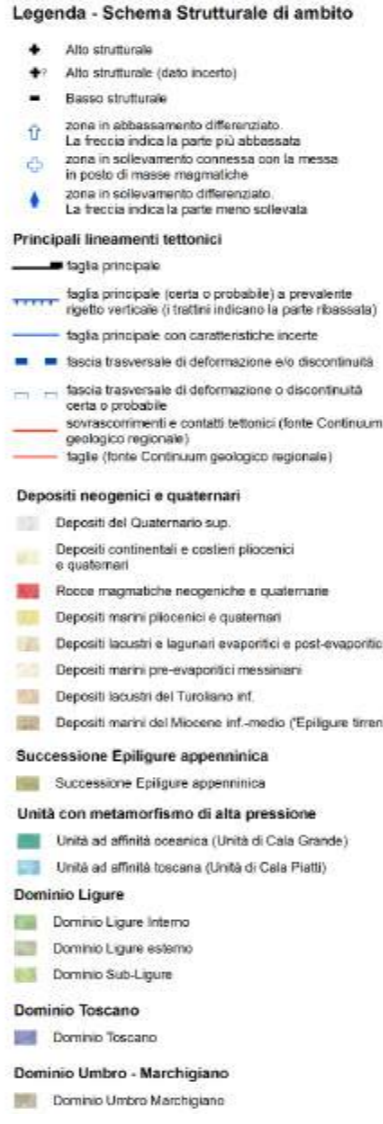 Legenda - Schema Strutturale di ambito
Alto strutturale
? Alto strutturale (dato incerto)
Basso strutturale
zona in abbassamento differenziato.
La freccia indica la parte più abbassata
zona in sollevamento connessa con la messa
in posto di masse magmatiche
zona in sollevamento differenziato.
La freccia indica la parte meno sollevata
Principali lineamenti tettonici
faglia principale
faglia principale (certa o probabile) a prevalente
rigetto verticale (i trattini indicano la parte ribassata)
faglia principale con caratteristiche incerte
fascia trasversale di deformazione e/o discontinuità
fascia trasversale di deformazione o discontinuità
certa o probabile
sovrascorrimenti e contatti tettonici (fonte Continuum
geologico regionale)
faglie (fonte Continuum geologico regionale)
Depositi neogenici e quaternari
Depositi del Quaternario sup.
Depositi continentali e costieri pliocenici
e quaternari
Rocce magmatiche neogeniche e quaternarie
Depositi marini pliocenici e quaternari
Depositi lacustri e lagunari evaporitici e post-evaporitic
Depositi marini pre-evaporitici messiniani
Depositi lacustri del Turoliano inf.
Depositi marini del Miocene inf.-medio ("Epiligure tirren
Successione Epiligure appenninica
Successione Epiligure appenninica
Unità con metamorfismo di alta pressione
Unità ad affinità oceanica (Unità di Cala Grande)
Unità ad affinità toscana (Unità di Cala Piatti)
Dominio Ligure
Dominio Ligure Interno
Dominio Ligure esterno
Dominio Sub-Ligure
Dominio Toscano
Dominio Toscano
Dominio Umbro - Marchigiano
Dominio Umbro Marchigiano